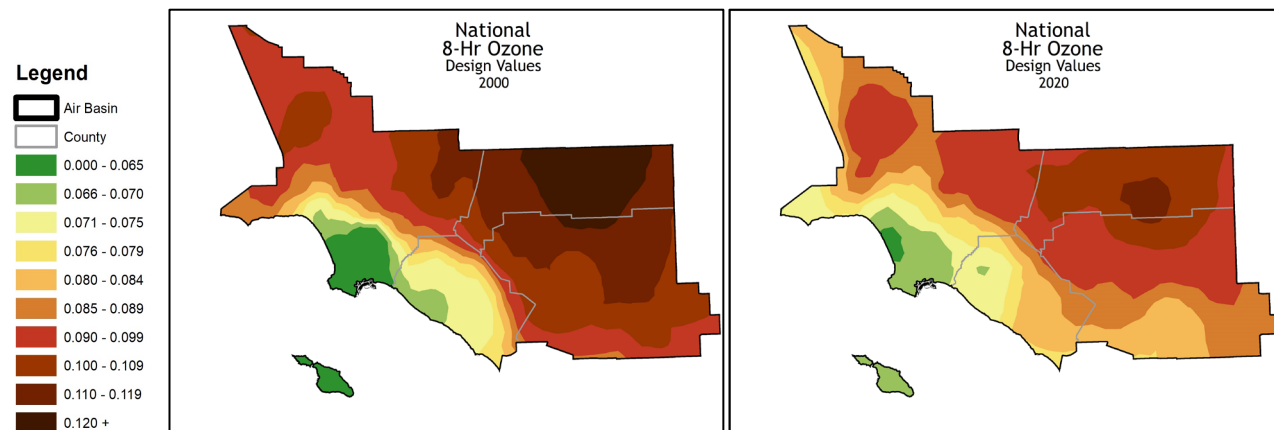 Legend
Air Basin
County
0.000 - 0.065
0.066 - 0.070
0.071 - 0.075
0.076 - 0.079
0.080 - 0.084
0.085 - 0.089
0.090 - 0.099
0.100 - 0.109
0.110 - 0.119
0.120 +
National
8-Hr Ozone
Design Values
2000
National
8-Hr Ozone
Design Values
2020